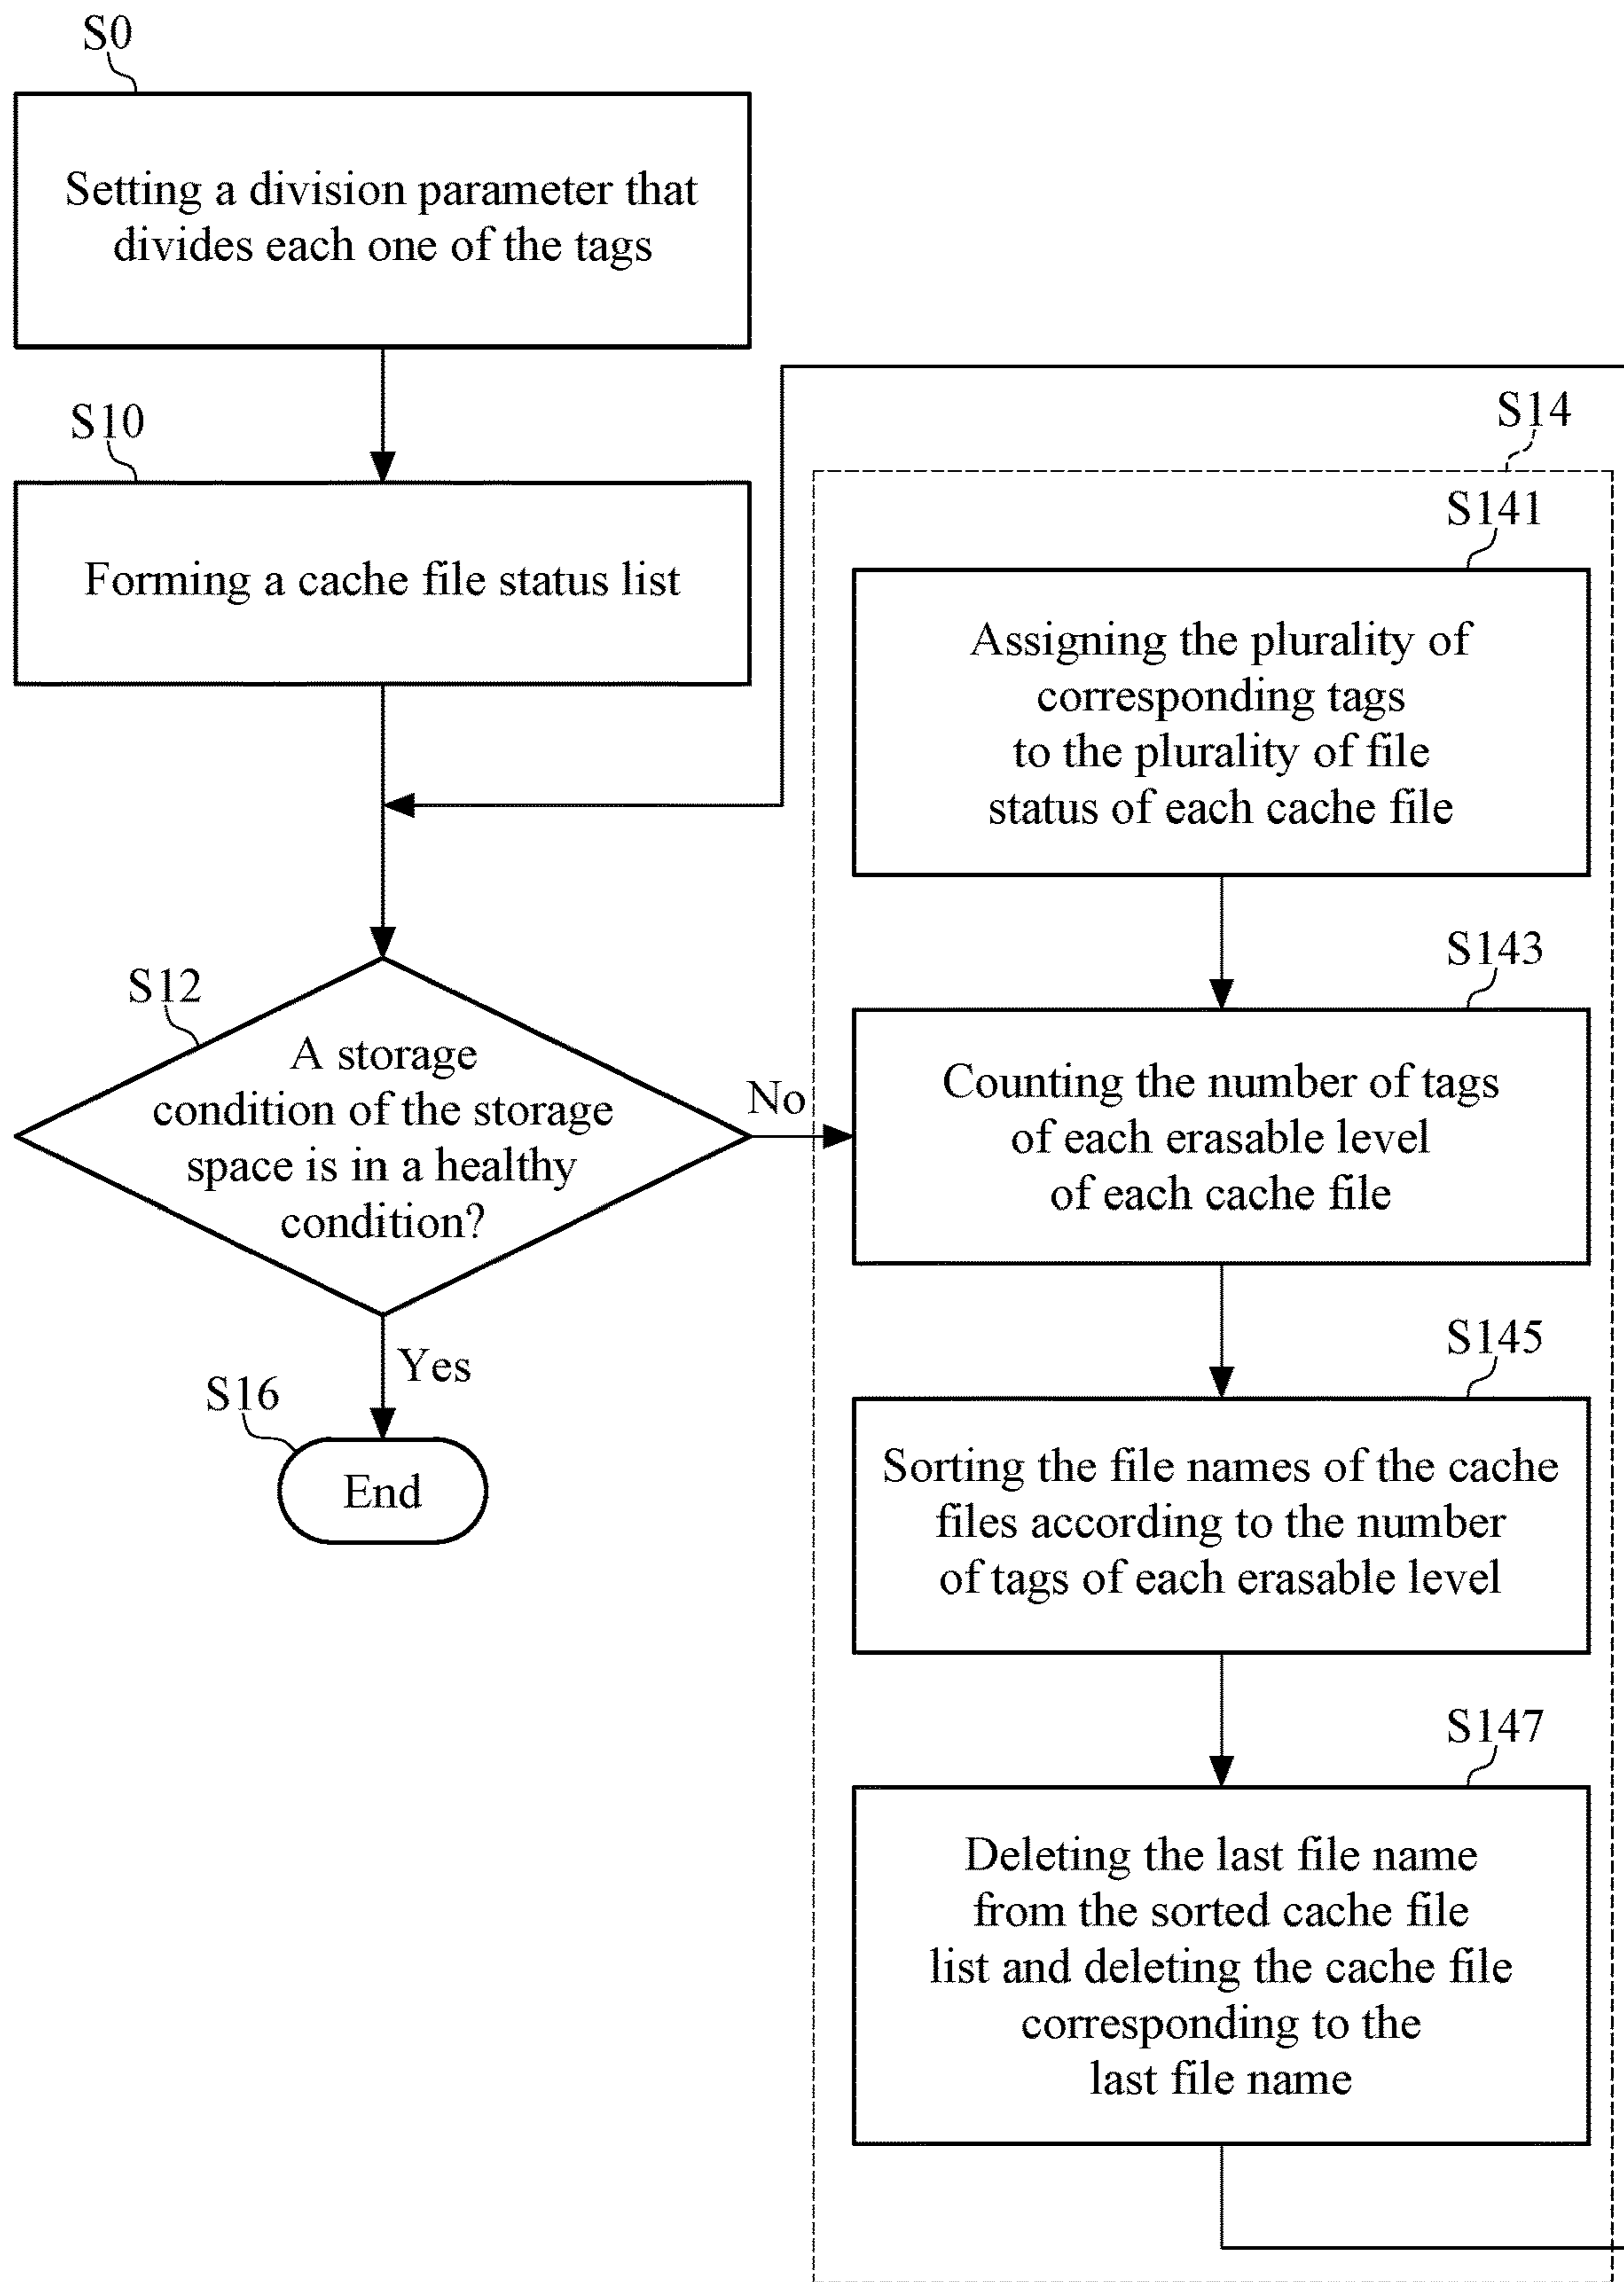 S0
Setting a division parameter that
divides each one of the tags
S10
Forming a cache file status list
S12
A storage
condition of the storage
space is in a healthy
condition?
No
Yes
S16
End
S14
S141
Assigning the plurality of
corresponding tags
to the plurality of file
status of each cache file
S143
Counting the number of tags
of each erasable level
of each cache file
S145
Sorting the file names of the cache
files according to the number
of tags of each erasable level
S147
Deleting the last file name
from the sorted cache file
list and deleting the cache file
corresponding to the
last file name